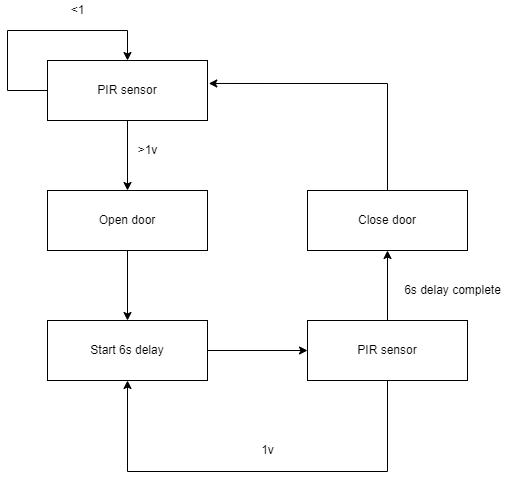 <1
PIR sensor
>1v
Open door
Close door
6s delay complete
Start 6s delay
PIR sensor
1v